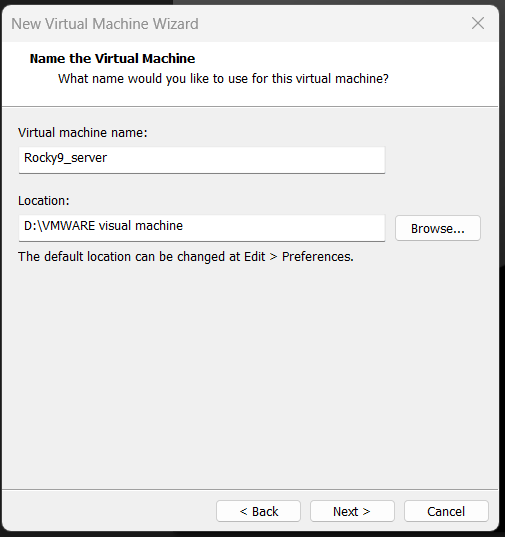 New Virtual Machine Wizard
Name the Virtual Machine
What name would you like to use for this virtual machine?
Virtual machine name:
Rocky9_server
Location:
D:\VMWARE visual machine
Browse...
The default location can be changed at Edit > Preferences.
< Back
Next >
Cancel